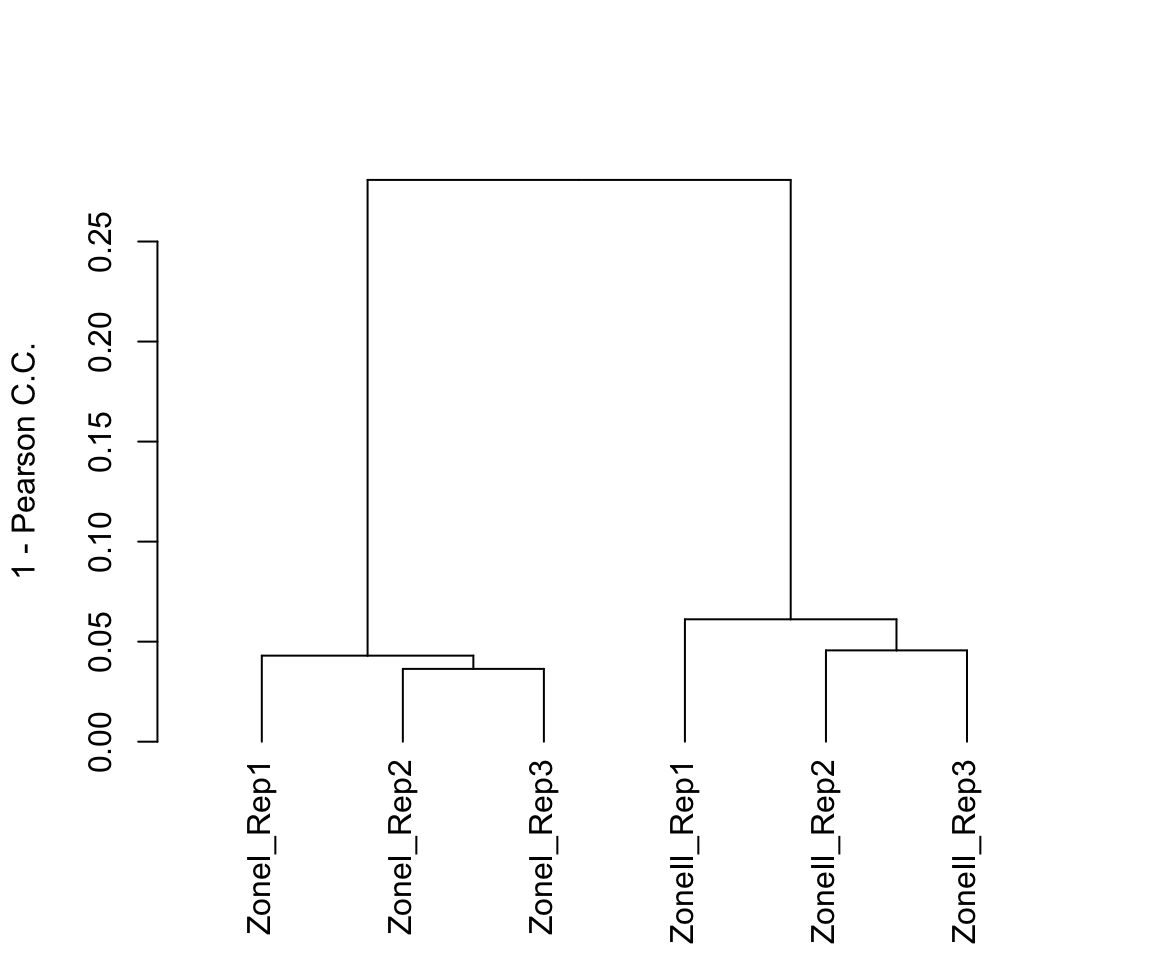 1 - Pearson C.C.
0.25
0.20
0.15
0.10
0.05
0.00
ZoneI_Rep1
ZoneI_Rep2
ZoneI_Rep3
ZoneII_Rep1
ZoneII_Rep2
ZoneII_Rep3